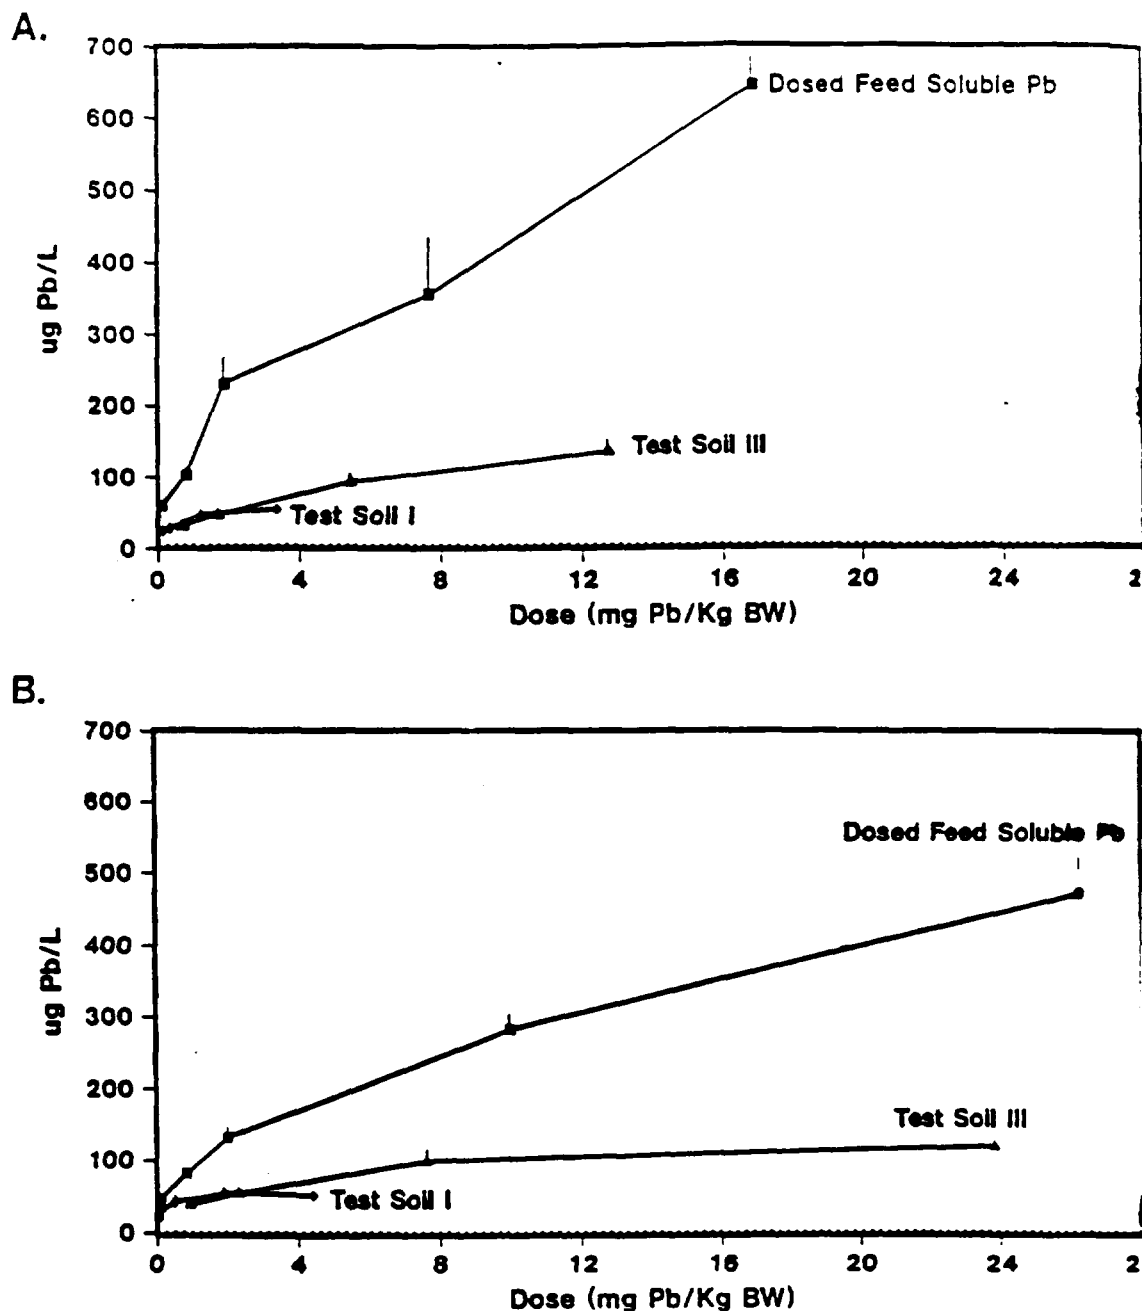 A.
700
600
500
400
300
200
100
0
ug Pb/L
Dosed Feed Soluble Pb
Test Soil III
Test Soil I
0 4 8 12 16 20 24 2
Dose (mg Pb/Kg BW)
B.
700
600
500
400
300
200
100
0
ug Pb/L
Dosed Feed Soluble Pb
Test Soil III
Test Soil I
0 4 8 12 16 20 24 2
Dose (mg Pb/Kg BW)